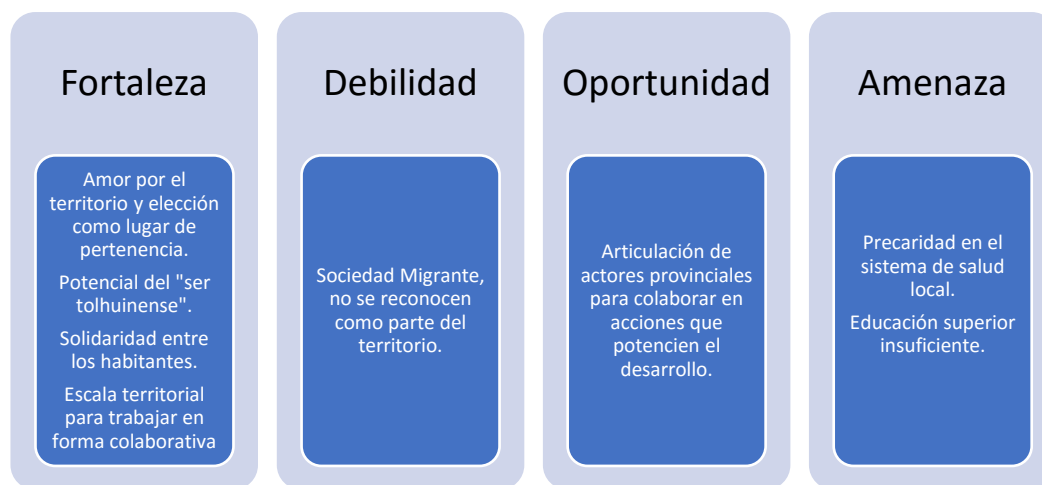 Fortaleza
Amor por el
territorio y elección
como lugar de
pertenencia.
Potencial del "ser
tolhuinense".
Solidaridad entre
los habitantes.
Escala territorial
para trabajar en
forma colaborativa
Debilidad
Sociedad Migrante,
no se reconocen
como parte del
territorio.
Oportunidad
Articulación de
actores provinciales
para colaborar en
acciones que
potencien el
desarrollo.
Amenaza
Precaridad en el
sistema de salud
local.
Educación superior
insuficiente.